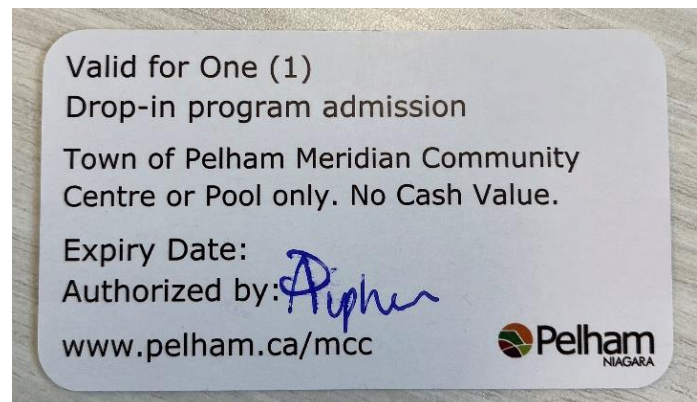 Valid for One (1)
Drop-in program admission
Town of Pelham Meridian Community
Centre or Pool only. No Cash Value.
Expiry Date:
Authorized by:
www.pelham.ca/mcc
Pelham
NIAGARA